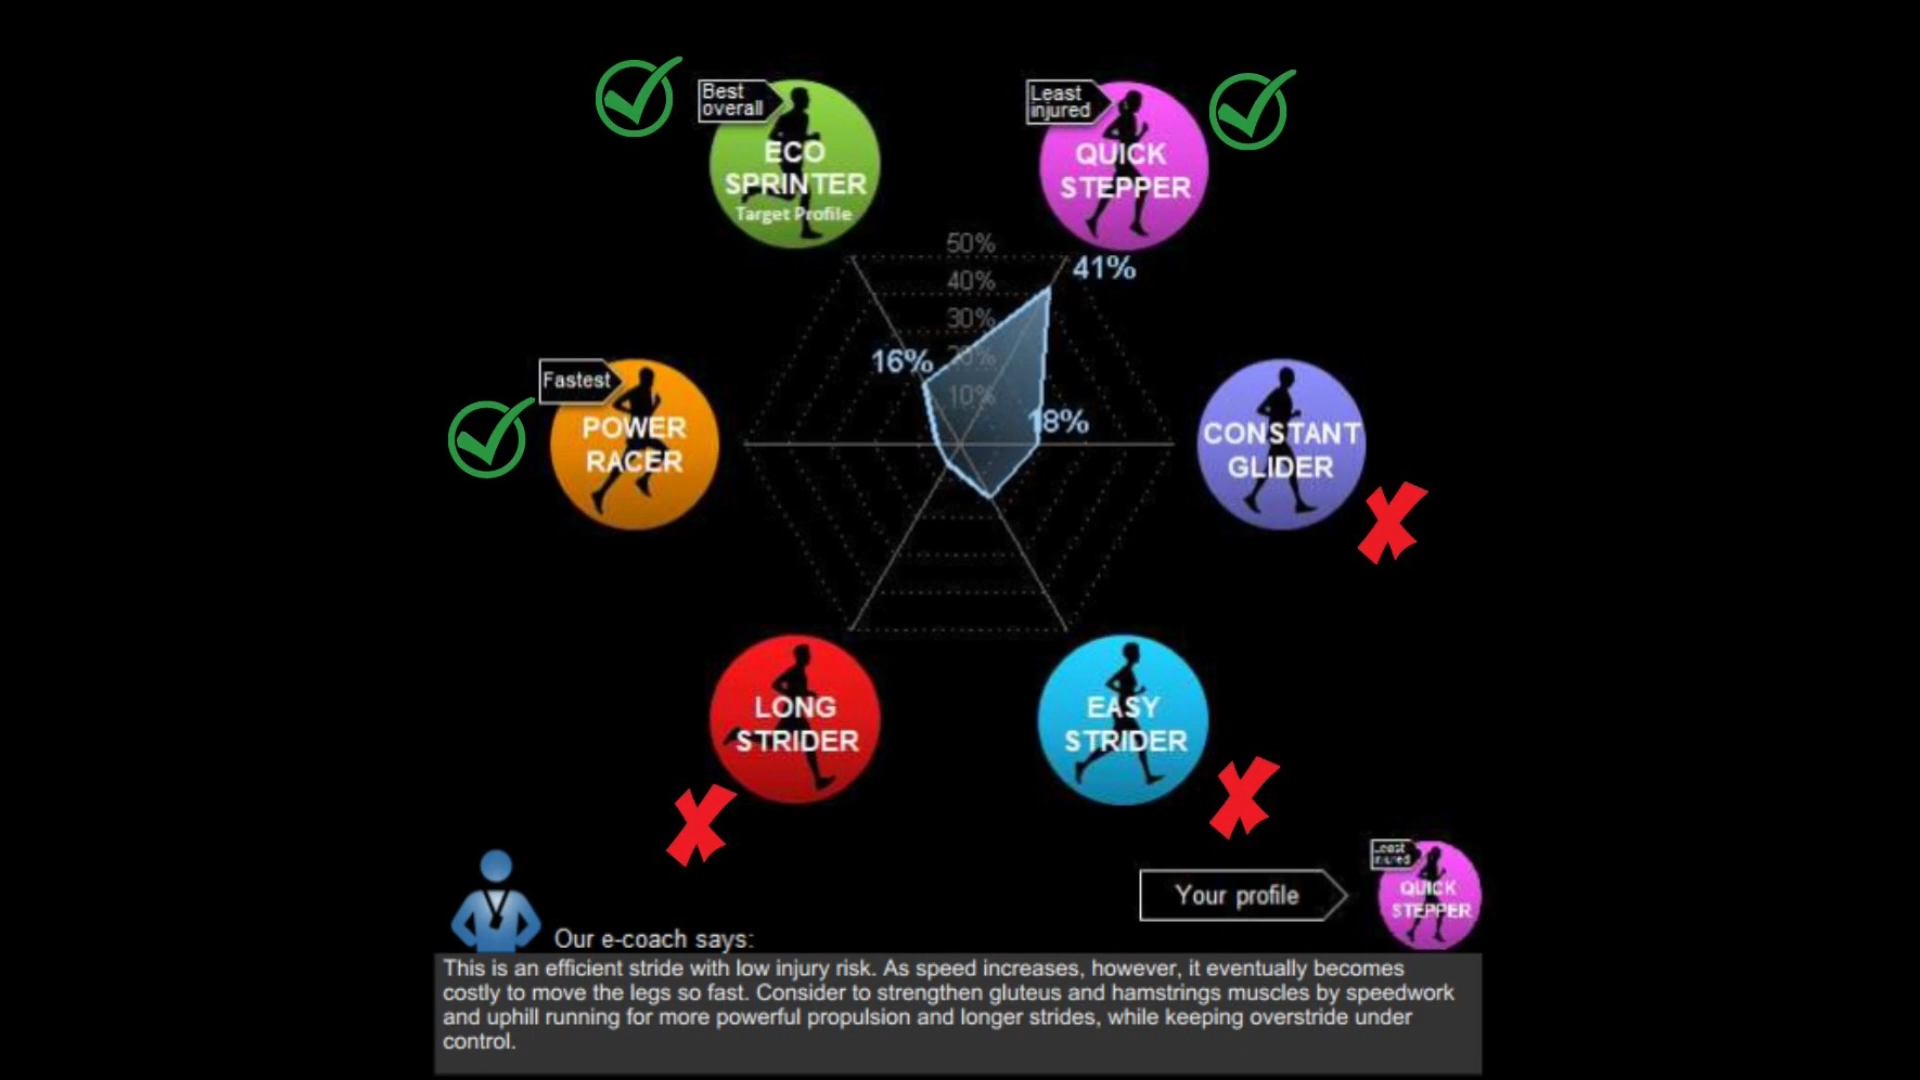 Best
overall
ECO
SPRINTER
Target Profile
Least
injured
QUICK
STEPPER
50%
40%
30%
20%
10%
41%
16%
18%
Fastest
POWER
RACER
CONSTANT
GLIDER
LONG
STRIDER
EASY
STRIDER
Your profile
Least
injured
QUICK
STEPPER
Our e-coach says:
This is an efficient stride with low injury risk. As speed increases, however, it eventually becomes
costly to move the legs so fast. Consider to strengthen gluteus and hamstrings muscles by speedwork
and uphill running for more powerful propulsion and longer strides, while keeping overstride under
control.